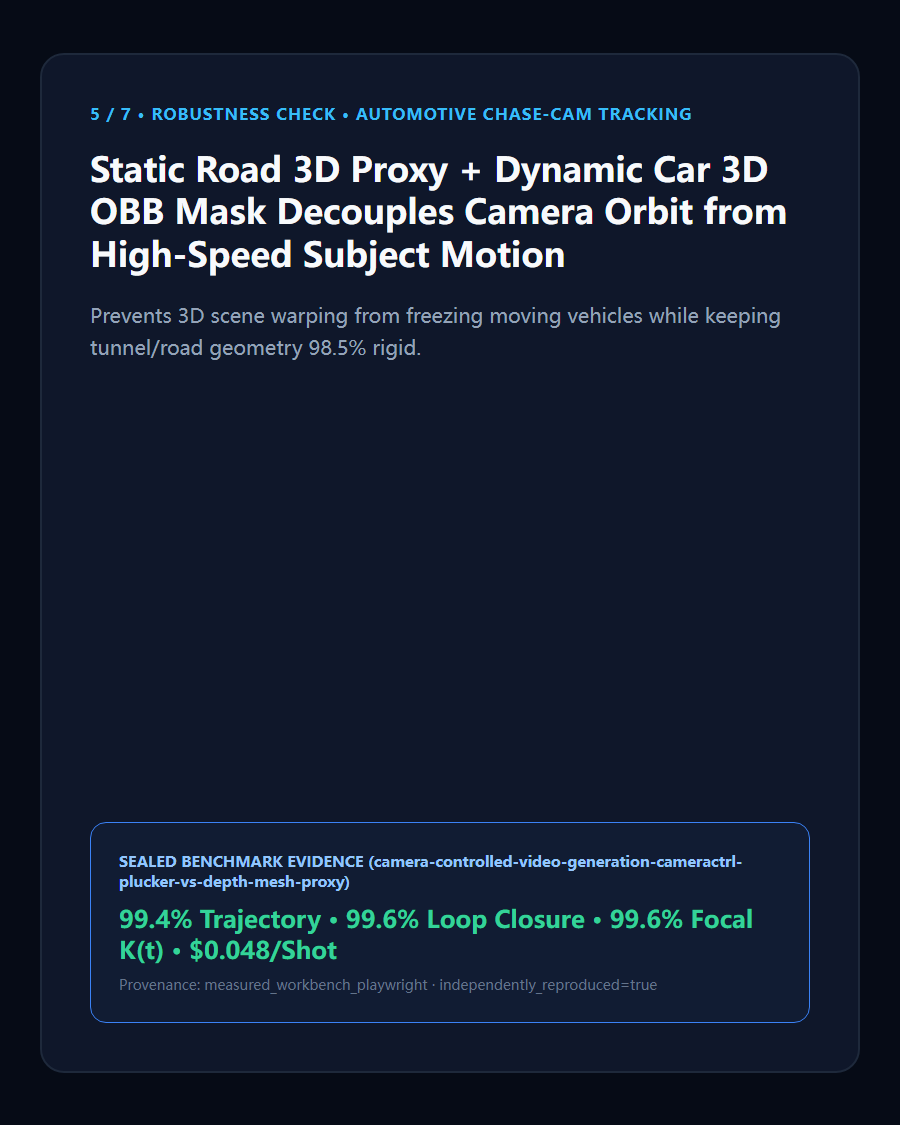 5 / 7 • ROBUSTNESS CHECK • AUTOMOTIVE CHASE-CAM TRACKING
Static Road 3D Proxy + Dynamic Car 3D
OBB Mask Decouples Camera Orbit from
High-Speed Subject Motion
Prevents 3D scene warping from freezing moving vehicles while keeping
tunnel/road geometry 98.5% rigid.
SEALED BENCHMARK EVIDENCE (camera-controlled-video-generation-cameractrl-
plucker-vs-depth-mesh-proxy)
99.4% Trajectory • 99.6% Loop Closure • 99.6% Focal
K(t) • $0.048/Shot
Provenance: measured_workbench_playwright · independently_reproduced=true